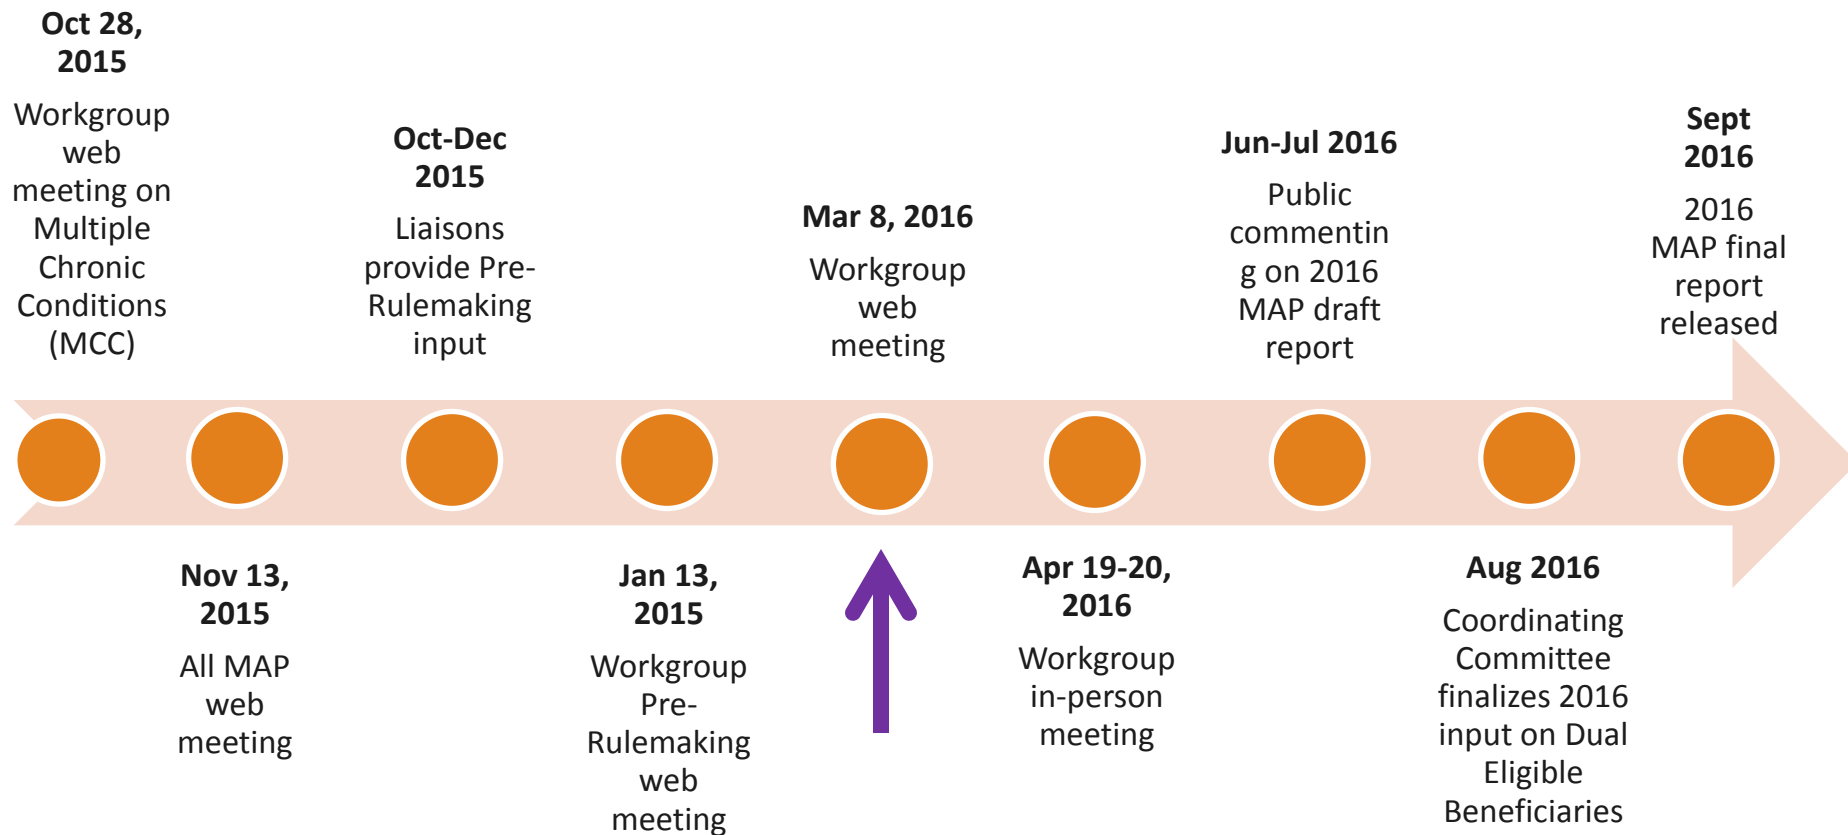 Oct 28,
2015
Workgroup
web
meeting on
Multiple
Chronic
Conditions
(MCC)
Nov 13,
2015
All MAP
web
meeting
Oct-Dec
2015
Liaisons
provide Pre-
Rulemaking
input
Jan 13,
2015
Workgroup
Pre-
Rulemaking
web
meeting
Mar 8, 2016
Workgroup
web
meeting
Apr 19-20,
2016
Workgroup
in-person
meeting
Jun-Jul 2016
Public
commentin
g on 2016
MAP draft
report
Aug 2016
Coordinating
Committee
finalizes 2016
input on Dual
Eligible
Beneficiaries
Sept
2016
2016
MAP final
report
released